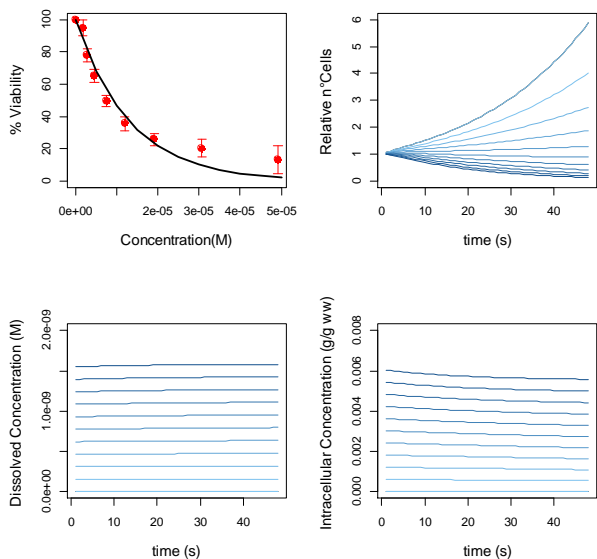 % Viability
100
80
60
40
20
0
0e+00
2e-05
3e-05
4e-05
5e-05
Concentration(M)
Relative n°Cells
6
5
4
3
2
1
0
0
10
20
30
40
time (s)
Dissolved Concentration (M)
2.0e-09
1.0e-09
0.0e+00
0
10
20
30
40
time (s)
Intracellular Concentration (g/g ww)
0.008
0.006
0.004
0.002
0.000
0
10
20
30
40
time (s)